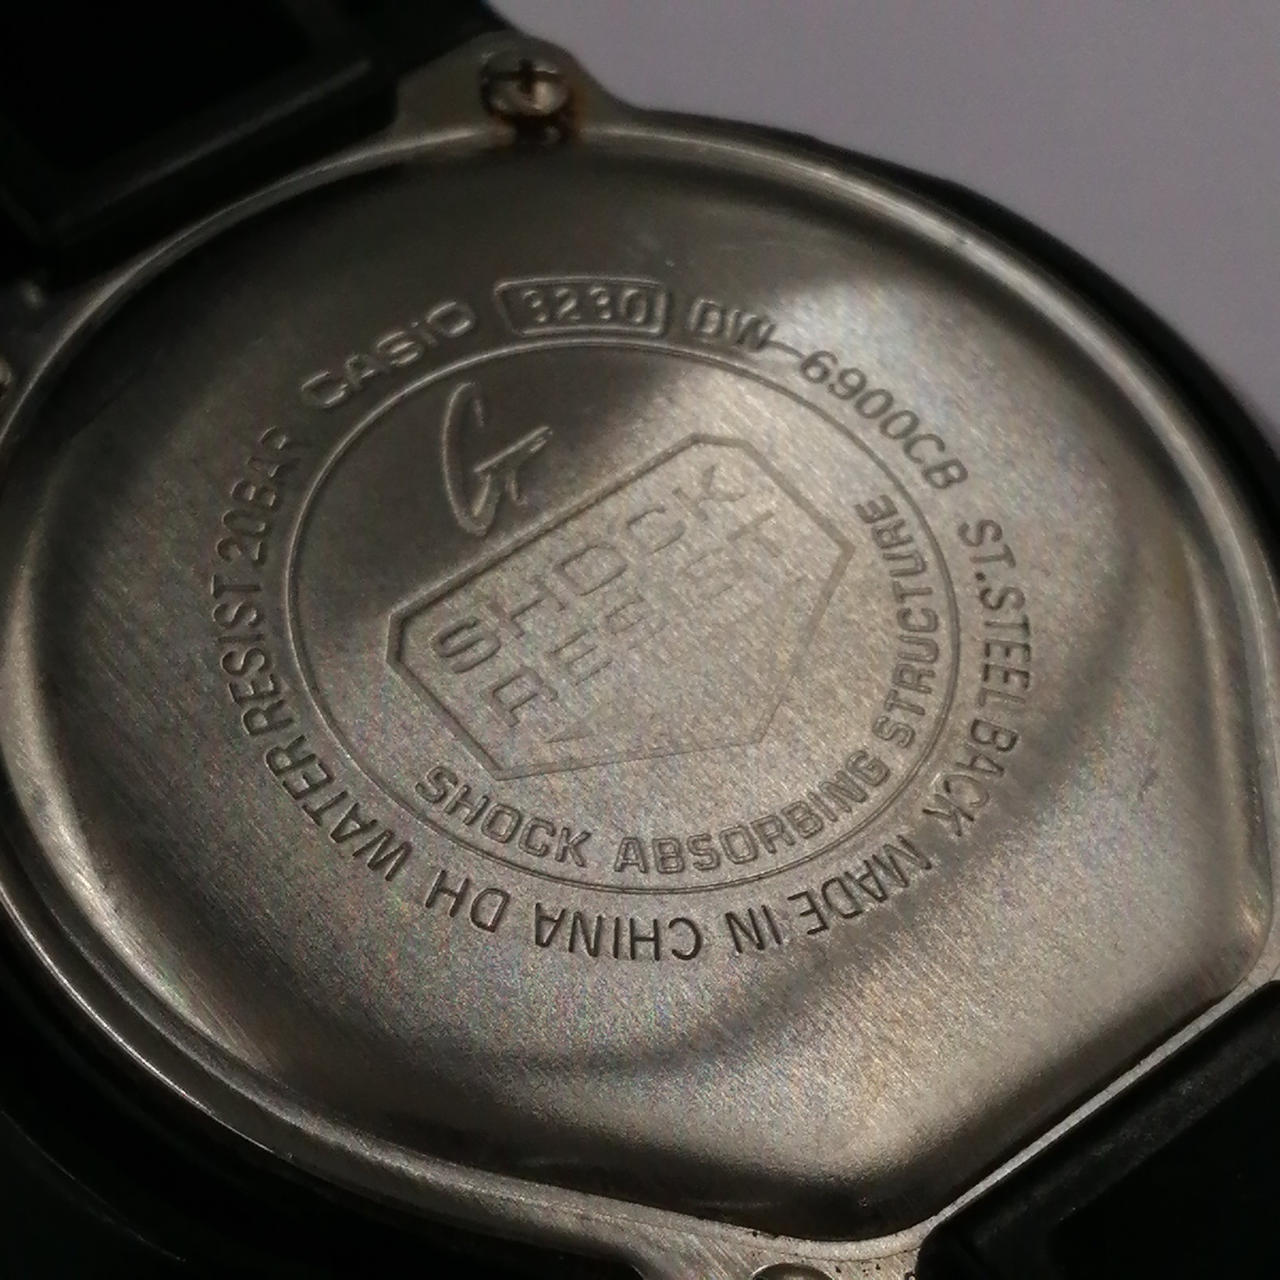 CASIO 3230 DW-6900CB ST.STEEL BACK MADE IN CHINA DH WATER RESIST 20BAR
G
SHOCK
RESIST
SHOCK ABSORBING STRUCTURE